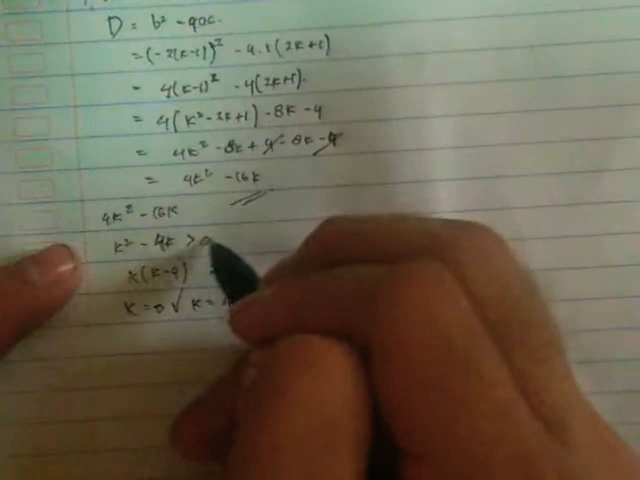 D = b² - 4ac.
= (-2(k-1))² - 4.1(2k+1)
= 4(k-1)² - 4(2k+1).
= 4(k²-2k+1) - 8k - 4
= 4k² - 8k + 4 - 8k - 4
= 4k² - 16k
4k² - 16k
k² - 4k > 0
k(k-4)
k=0 √ k=4